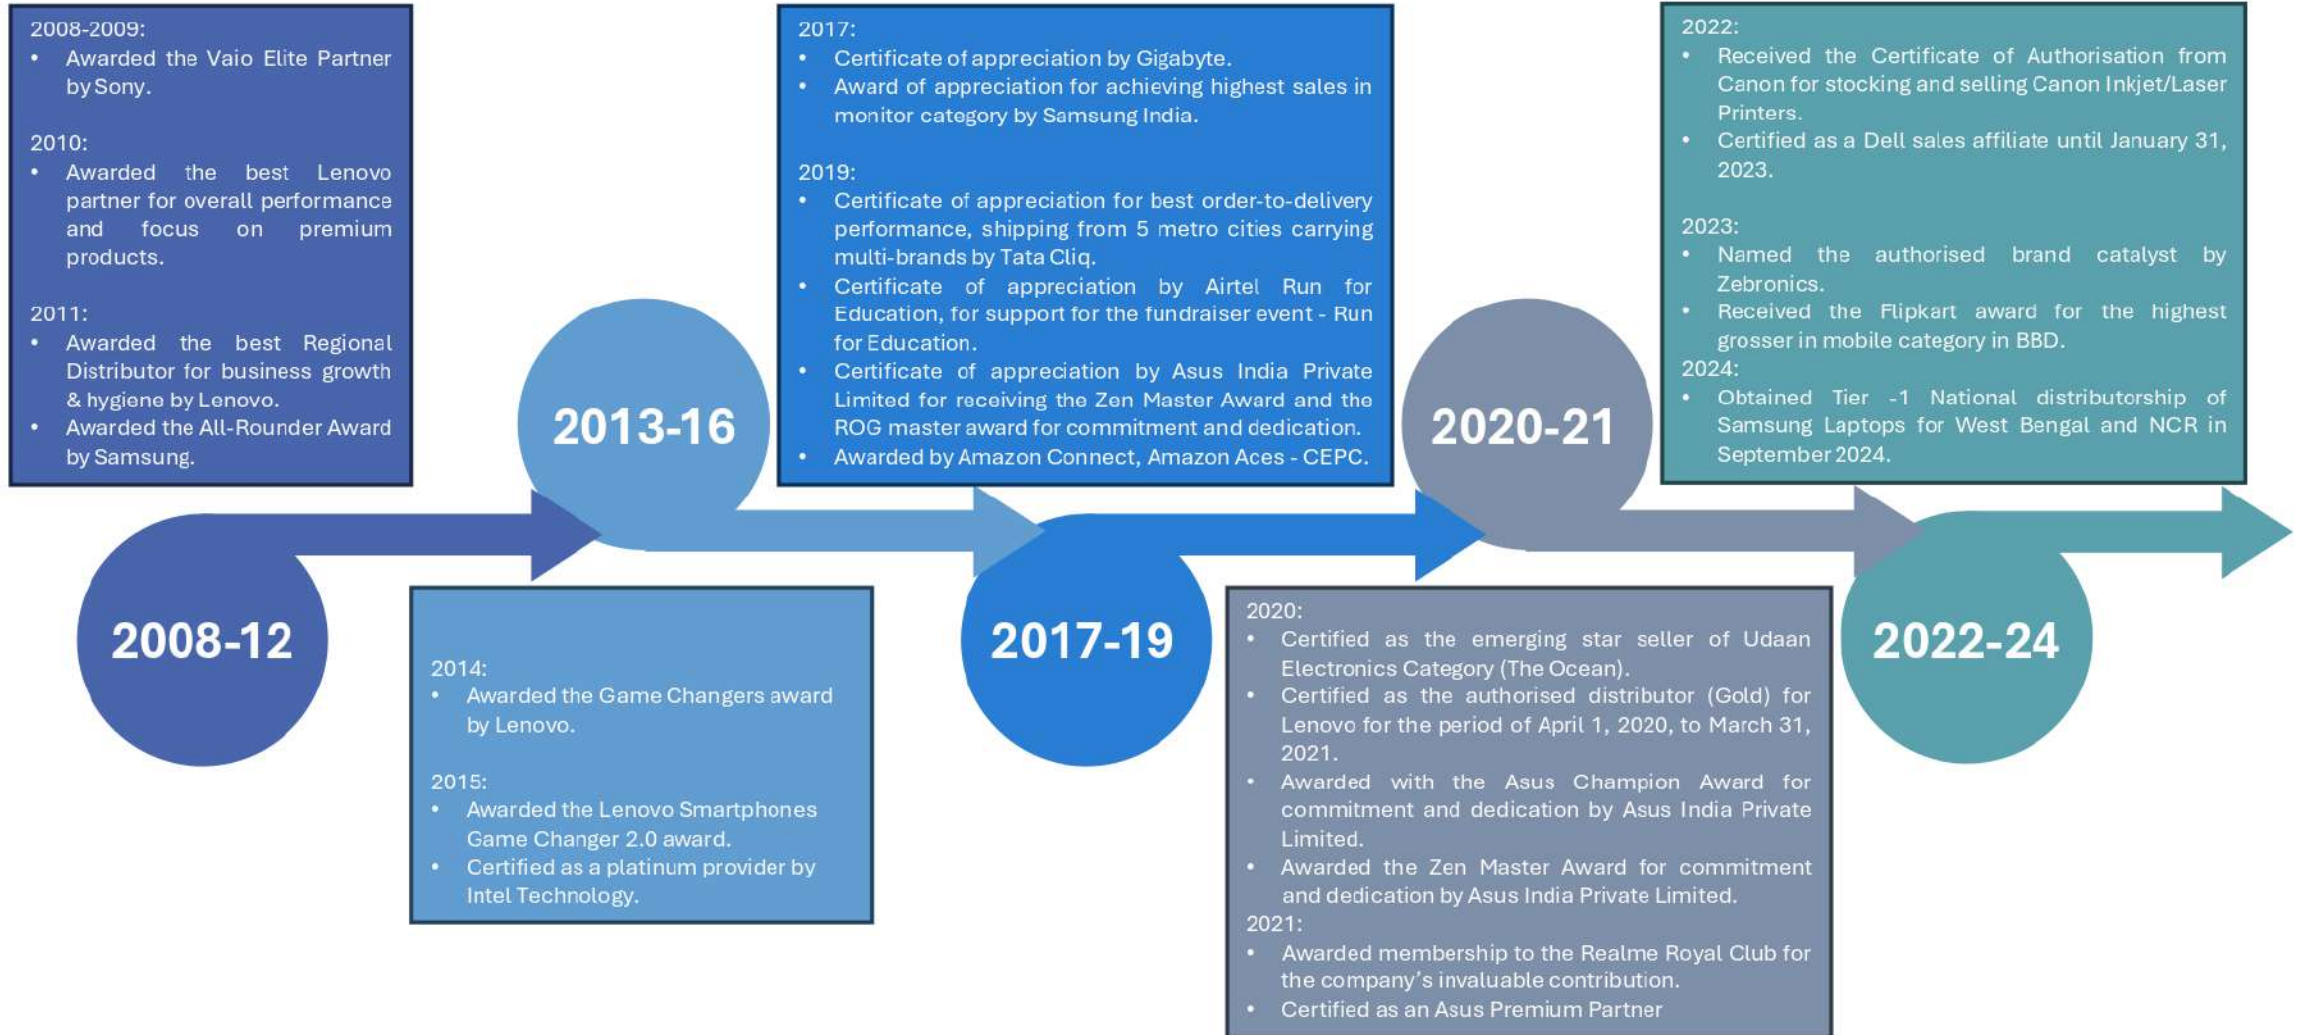 2008-2009:
• Awarded the Vaio Elite Partner
by Sony.
2010:
• Awarded the best Lenovo
partner for overall performance
and focus on premium
products.
2011:
• Awarded the best Regional
Distributor for business growth
& hygiene by Lenovo.
• Awarded the All-Rounder Award
by Samsung.
2008-12
2013-16
2014:
• Awarded the Game Changers award
by Lenovo.
2015:
• Awarded the Lenovo Smartphones
Game Changer 2.0 award.
• Certified as a platinum provider by
Intel Technology.
2017:
• Certificate of appreciation by Gigabyte.
• Award of appreciation for achieving highest sales in
monitor category by Samsung India.
2019:
• Certificate of appreciation for best order-to-delivery
performance, shipping from 5 metro cities carrying
multi-brands by Tata Cliq.
• Certificate of appreciation by Airtel Run for
Education, for support for the fundraiser event - Run
for Education.
• Certificate of appreciation by Asus India Private
Limited for receiving the Zen Master Award and the
ROG master award for commitment and dedication.
• Awarded by Amazon Connect, Amazon Aces - CEPC.
2017-19
2020-21
2020:
• Certified as the emerging star seller of Udaan
Electronics Category (The Ocean).
• Certified as the authorised distributor (Gold) for
Lenovo for the period of April 1, 2020, to March 31,
2021.
• Awarded with the Asus Champion Award for
commitment and dedication by Asus India Private
Limited.
• Awarded the Zen Master Award for commitment
and dedication by Asus India Private Limited.
2021:
• Awarded membership to the Realme Royal Club for
the company's invaluable contribution.
• Certified as an Asus Premium Partner
2022:
• Received the Certificate of Authorisation from
Canon for stocking and selling Canon Inkjet/Laser
Printers.
• Certified as a Dell sales affiliate until January 31,
2023.
2023:
• Named the authorised brand catalyst by
Zebronics.
• Received the Flipkart award for the highest
grosser in mobile category in BBD.
2024:
• Obtained Tier -1 National distributorship of
Samsung Laptops for West Bengal and NCR in
September 2024.
2022-24